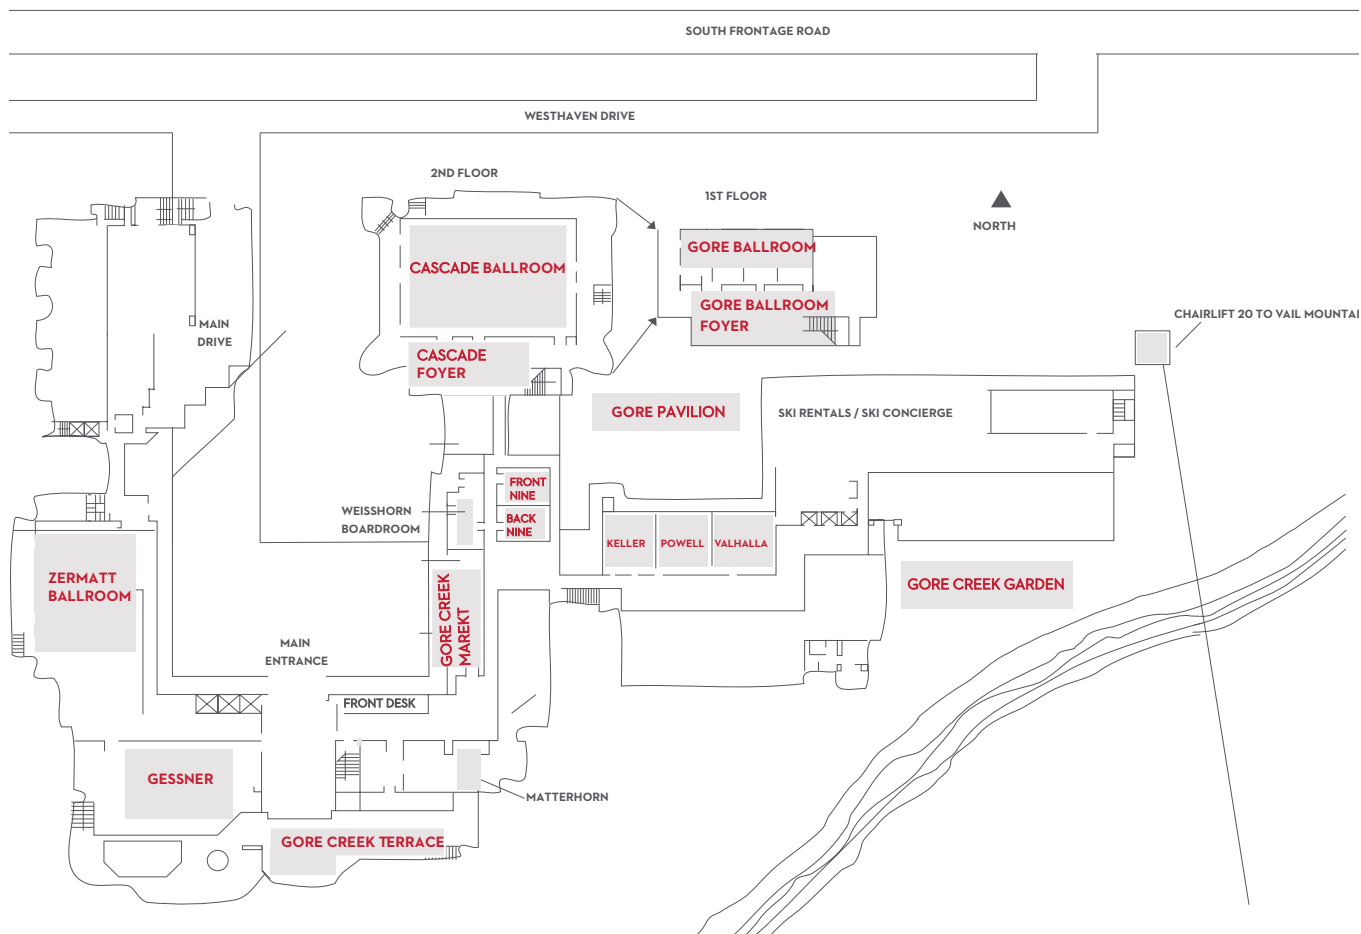 SOUTH FRONTAGE ROAD
WESTHAVEN DRIVE
2ND FLOOR
1ST FLOOR
NORTH
GORE BALLROOM
CASCADE BALLROOM
GORE BALLROOM
FOYER
CHAIRLIFT 20 TO VAIL MOUNTAI
MAIN
DRIVE
CASCADE
FOYER
GORE PAVILION
SKI RENTALS / SKI CONCIERGE
FRONT
NINE
WEISSHORN
BOARDROOM
BACK
NINE
KELLER
POWELL
VALHALLA
ZERMATT
BALLROOM
GORE CREEK GARDEN
GORE CREEK
MAREKT
MAIN
ENTRANCE
FRONT DESK
GESSNER
MATTERHORN
GORE CREEK TERRACE